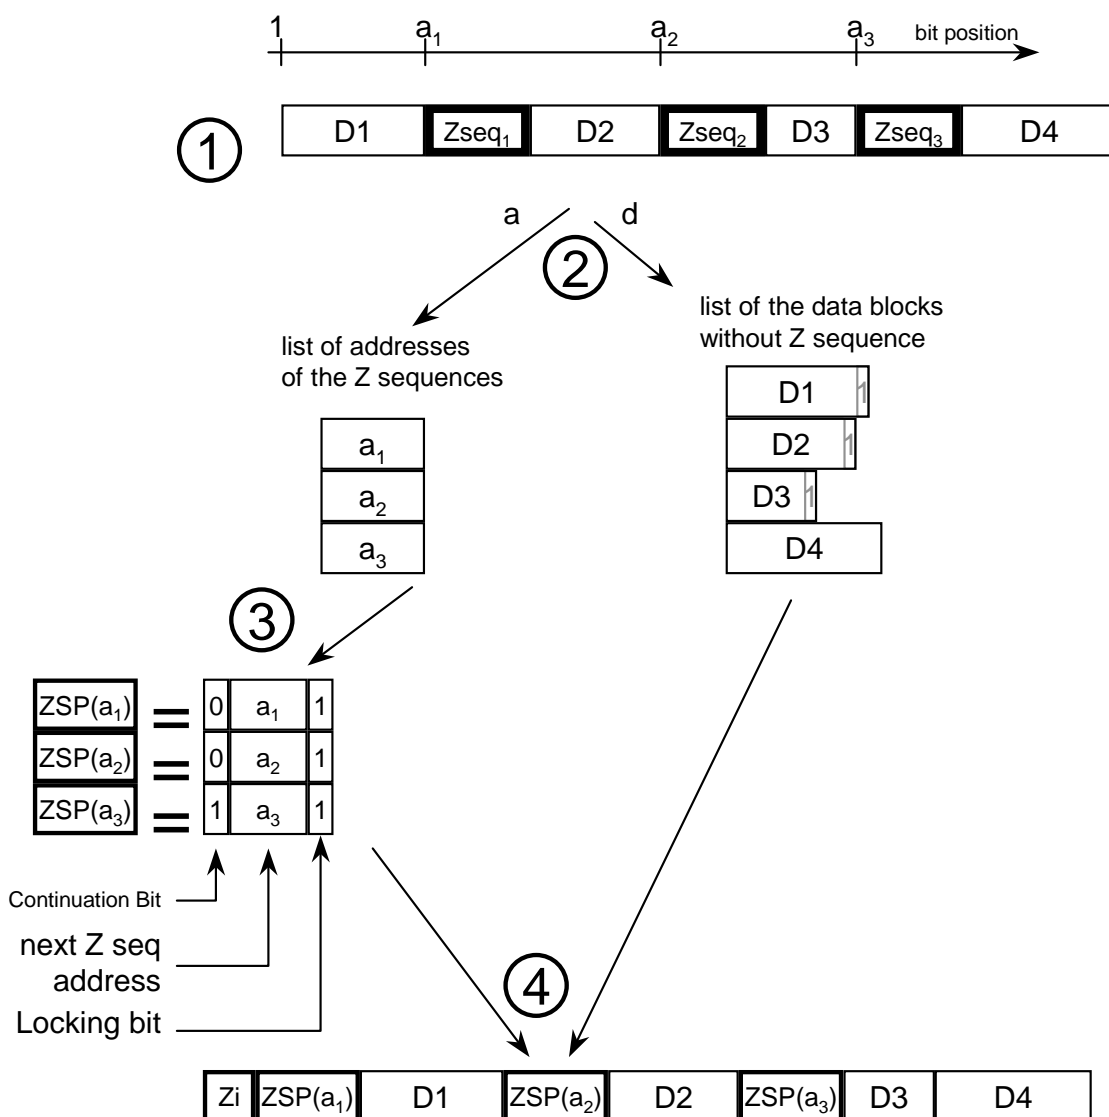 1 a₁ a₂ a₃ bit position
D1 Zseq₁ D2 Zseq₂ D3 Zseq₃ D4
1
a d
2
list of the data blocks
without Z sequence
list of addresses
of the Z sequences
D1 1
D2 1
D3 1
D4
a₁
a₂
a₃
3
ZSP(a₁) = 0 a₁ 1
ZSP(a₂) = 0 a₂ 1
ZSP(a₃) = 1 a₃ 1
Continuation Bit
next Z seq
address
Locking bit
4
Zi ZSP(a₁) D1 ZSP(a₂) D2 ZSP(a₃) D3 D4